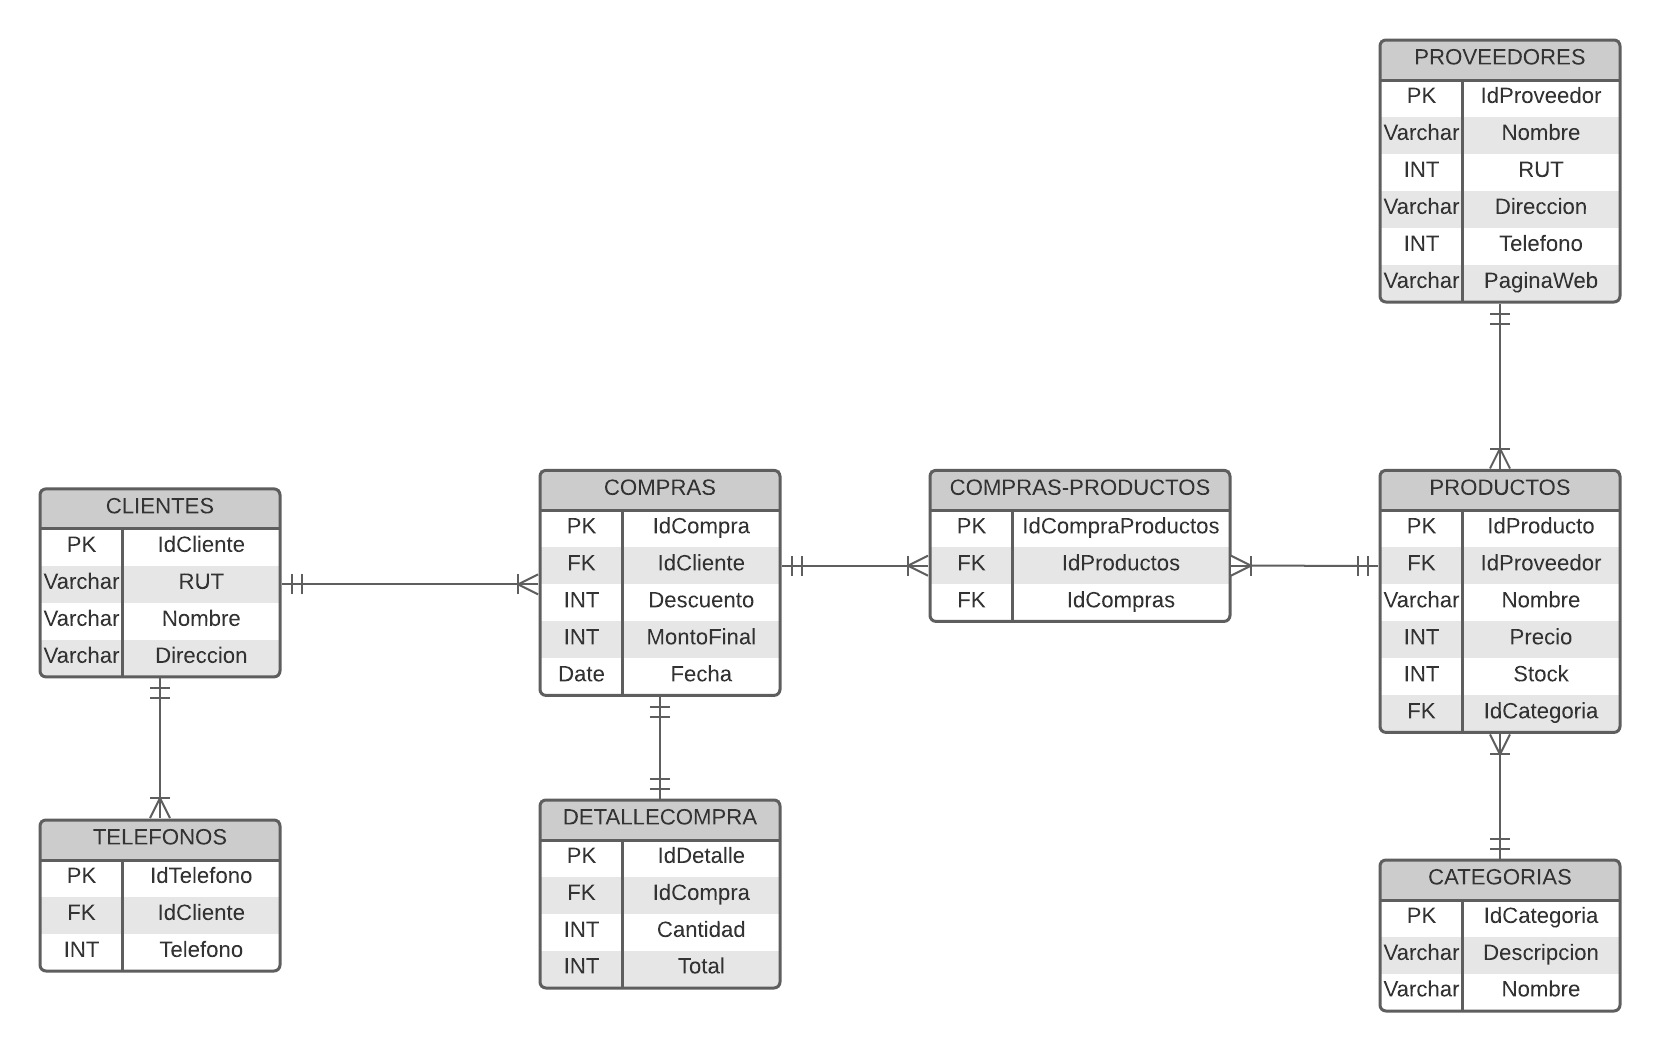 PROVEEDORES
PK IdProveedor
Varchar Nombre
INT RUT
Varchar Direccion
INT Telefono
Varchar PaginaWeb
CLIENTES
PK IdCliente
Varchar RUT
Varchar Nombre
Varchar Direccion
COMPRAS
PK IdCompra
FK IdCliente
INT Descuento
INT MontoFinal
Date Fecha
COMPRAS-PRODUCTOS
PK IdCompraProductos
FK IdProductos
FK IdCompras
PRODUCTOS
PK IdProducto
FK IdProveedor
Varchar Nombre
INT Precio
INT Stock
FK IdCategoria
TELEFONOS
PK IdTelefono
FK IdCliente
INT Telefono
DETALLECOMPRA
PK IdDetalle
FK IdCompra
INT Cantidad
INT Total
CATEGORIAS
PK IdCategoria
Varchar Descripcion
Varchar Nombre